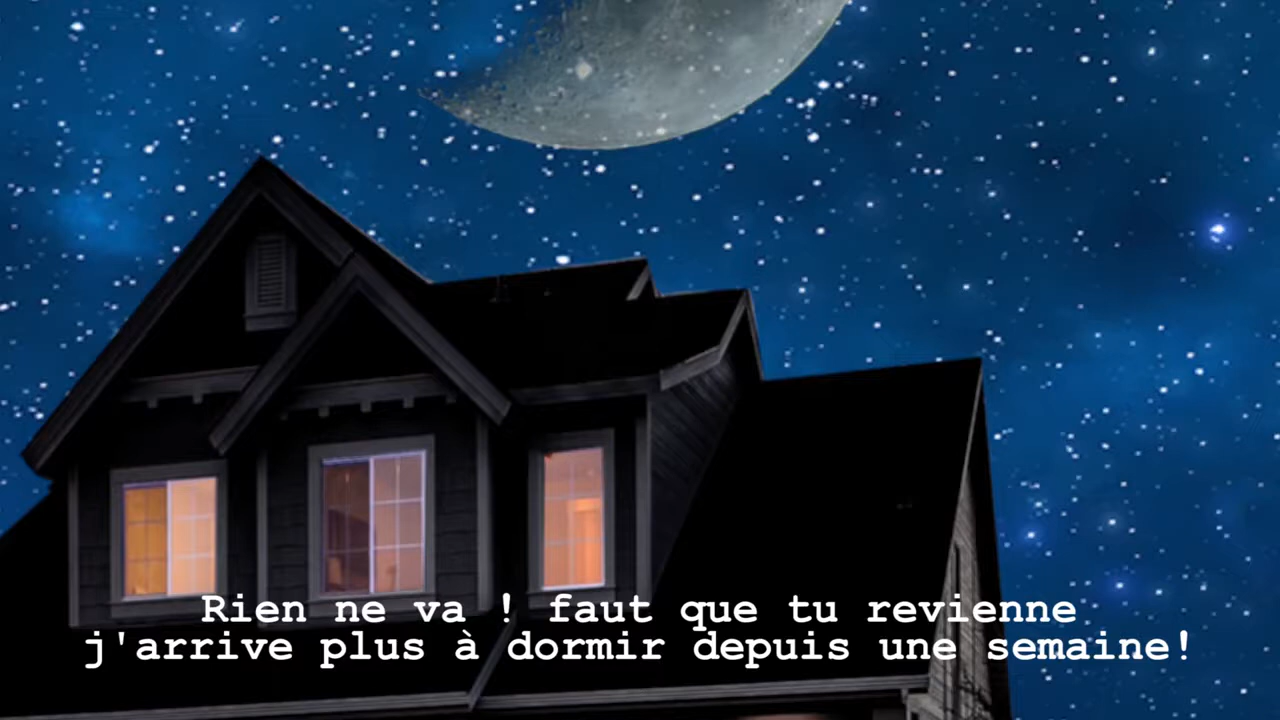 Rien ne va ! faut que tu revienne
j'arrive plus à dormir depuis une semaine!